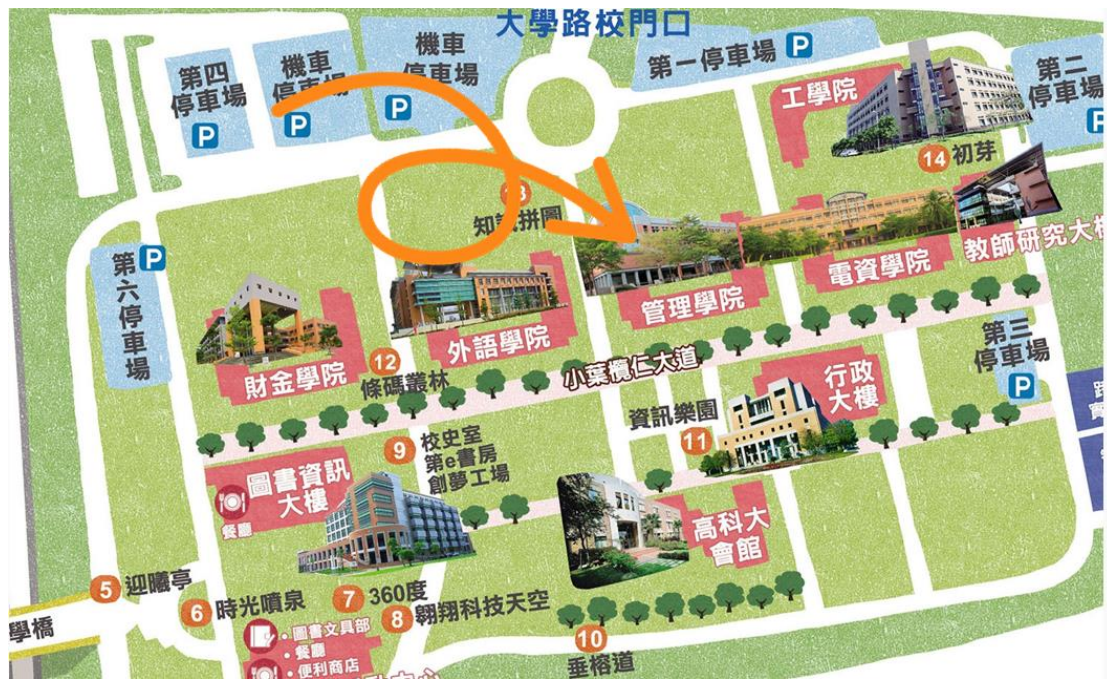 大學路校門口
第四
停車場
P
機車
停車場
P
機車
停車場
P
第一停車場 P
工學院
第二
停車場
P
14 初芽
13
知識拼圖
第六停車場
P
財金學院
12
條碼叢林
外語學院
管理學院
電資學院
教師研究大樓
小葉欖仁大道
第三
停車場
P
行政
大樓
資訊樂園
11
9
校史室
第e書房
創夢工場
圖書資訊
大樓
餐廳
高科大
會館
5 迎曦亭
6 時光噴泉
7 360度
8 翱翔科技天空
10
垂榕道
學橋
・圖書文具部
・餐廳
・便利商店